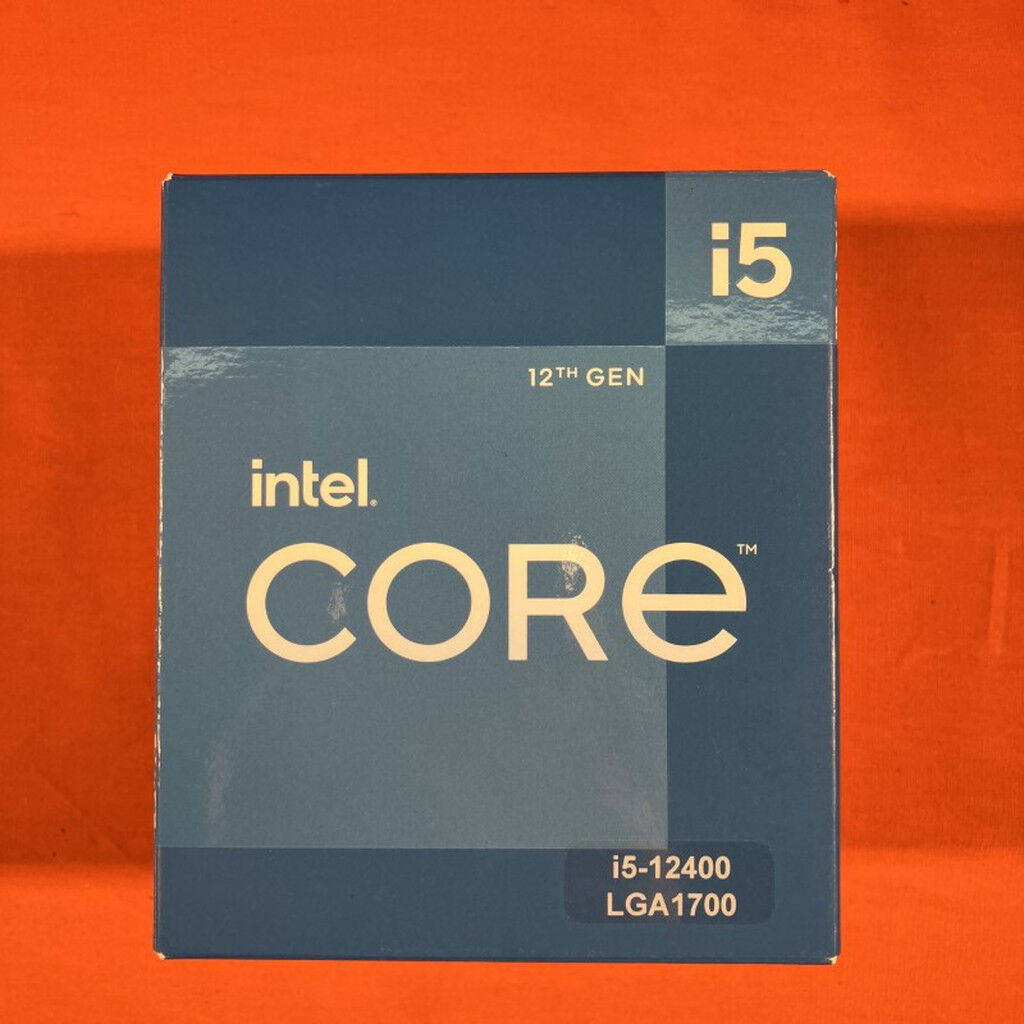 i5
12TH GEN
intel.
CORE™
i5-12400
LGA1700